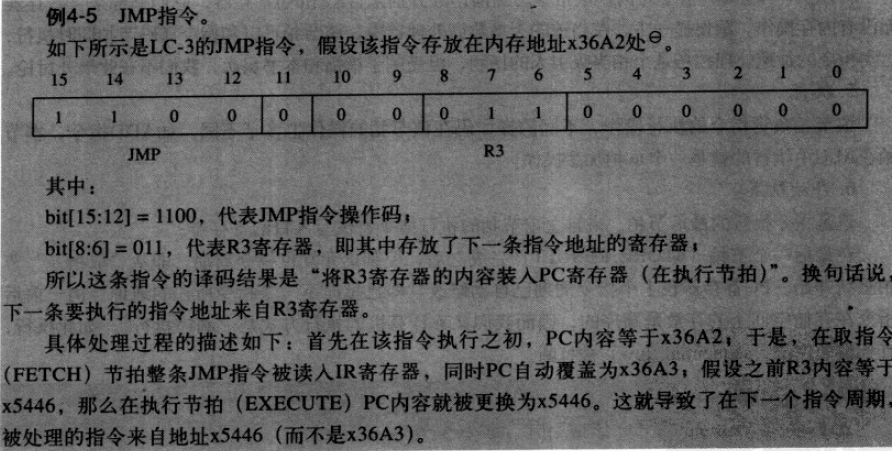 例4-5 JMP指令。
如下所示是LC-3的JMP指令，假设该指令存放在内存地址x36A2处⊖。
15 14 13 12 11 10 9 8 7 6 5 4 3 2 1 0
1 1 0 0 0 0 0 0 1 1 0 0 0 0 0 0
JMP R3
其中：
bit[15:12] = 1100，代表JMP指令操作码；
bit[8:6] = 011，代表R3寄存器，即其中存放了下一条指令地址的寄存器；
所以这条指令的译码结果是“将R3寄存器的内容装入PC寄存器（在执行节拍）”。换句话说，
下一条要执行的指令地址来自R3寄存器。
具体处理过程的描述如下：首先在该指令执行之初，PC内容等于x36A2；于是，在取指令
（FETCH）节拍整条JMP指令被读入IR寄存器，同时PC自动覆盖为x36A3；假设之前R3内容等于
x5446，那么在执行节拍（EXECUTE）PC内容就被更换为x5446。这就导致了在下一个指令周期，
被处理的指令来自地址x5446（而不是x36A3）。